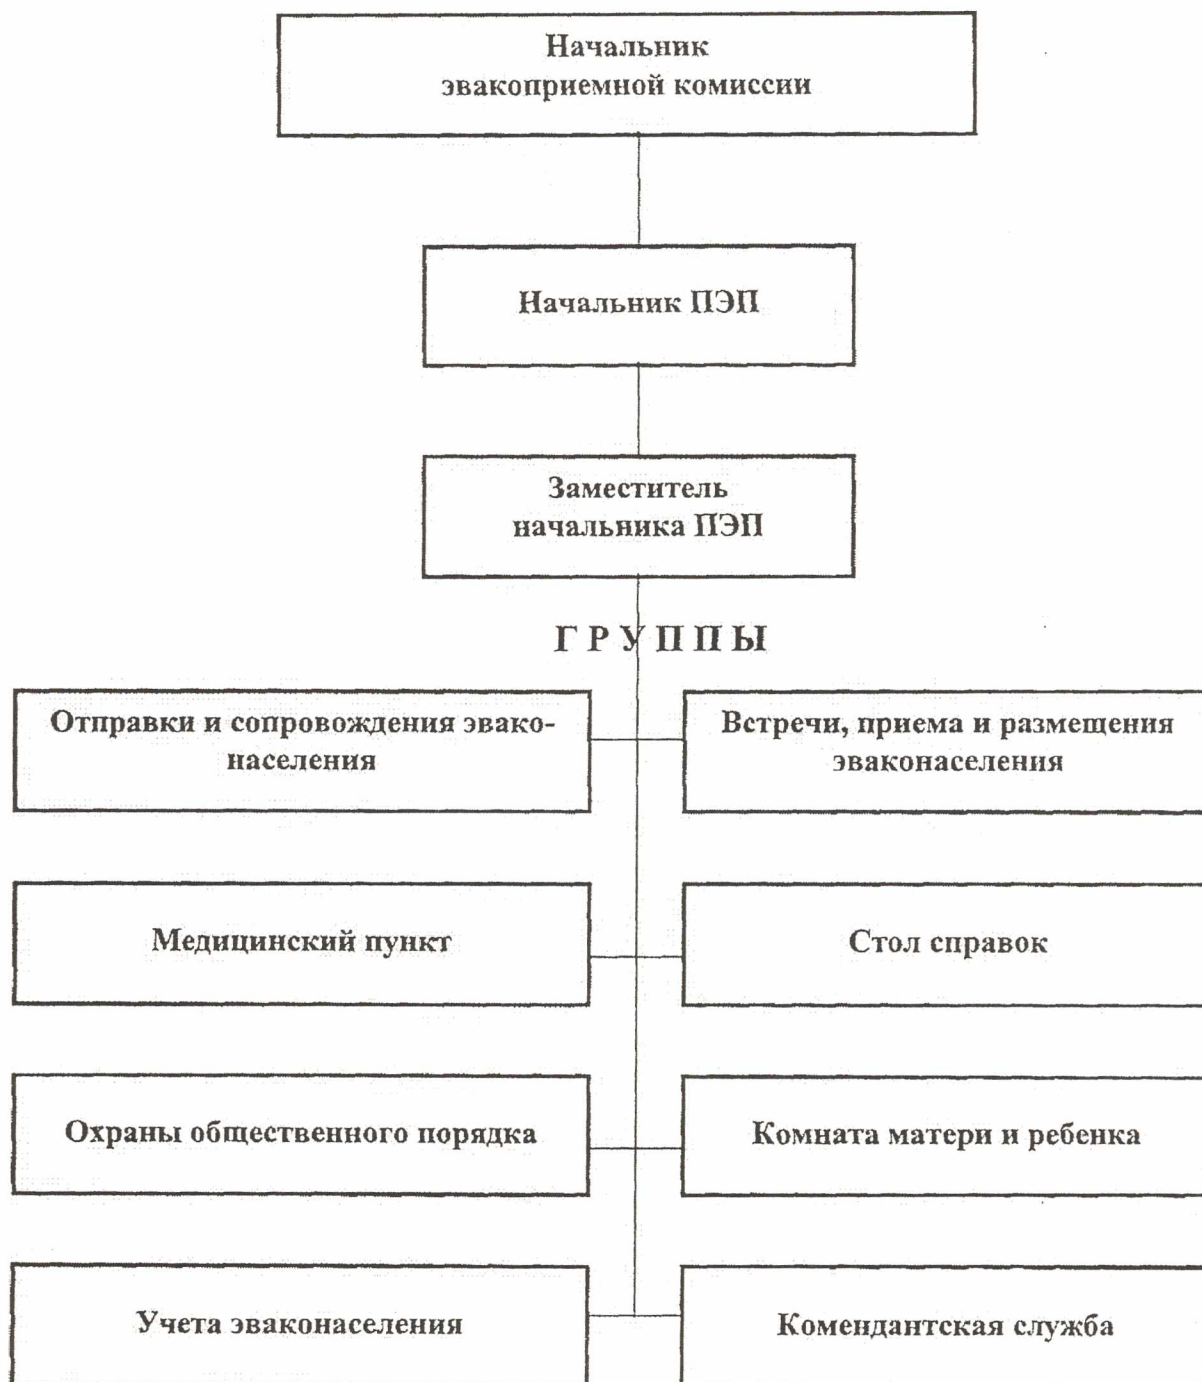 Начальник
эвакоприемной комиссии
Начальник ПЭП
Заместитель
начальника ПЭП
Г Р У П П Ы
Отправки и сопровождения эвако-
населения
Встречи, приема и размещения
эваконаселения
Медицинский пункт
Стол справок
Охраны общественного порядка
Комната матери и ребенка
Учета эваконаселения
Комендантская служба